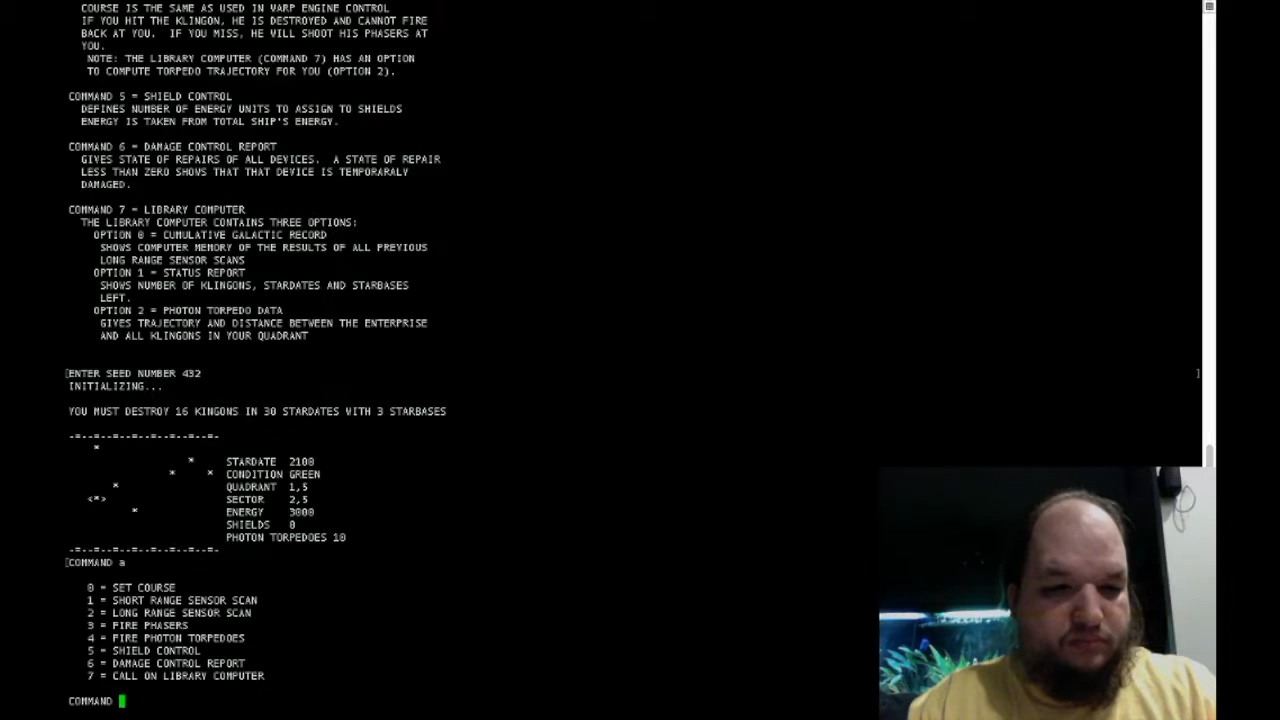 COURSE IS THE SAME AS USED IN WARP ENGINE CONTROL
IF YOU HIT THE KLINGON, HE IS DESTROYED AND CANNOT FIRE
BACK AT YOU.  IF YOU MISS, HE WILL SHOOT HIS PHASERS AT
YOU.
NOTE: THE LIBRARY COMPUTER (COMMAND 7) HAS AN OPTION
TO COMPUTE TORPEDO TRAJECTORY FOR YOU (OPTION 2).
COMMAND 5 = SHIELD CONTROL
DEFINES NUMBER OF ENERGY UNITS TO ASSIGN TO SHIELDS
ENERGY IS TAKEN FROM TOTAL SHIP'S ENERGY.
COMMAND 6 = DAMAGE CONTROL REPORT
GIVES STATE OF REPAIRS OF ALL DEVICES.  A STATE OF REPAIR
LESS THAN ZERO SHOWS THAT THAT DEVICE IS TEMPORARALY
DAMAGED.
COMMAND 7 = LIBRARY COMPUTER
THE LIBRARY COMPUTER CONTAINS THREE OPTIONS:
OPTION 0 = CUMULATIVE GALACTIC RECORD
SHOWS COMPUTER MEMORY OF THE RESULTS OF ALL PREVIOUS
LONG RANGE SENSOR SCANS
OPTION 1 = STATUS REPORT
SHOWS NUMBER OF KLINGONS, STARDATES AND STARBASES
LEFT.
OPTION 2 = PHOTON TORPEDO DATA
GIVES TRAJECTORY AND DISTANCE BETWEEN THE ENTERPRISE
AND ALL KLINGONS IN YOUR QUADRANT
[ENTER SEED NUMBER 432 ]
INITIALIZING...
YOU MUST DESTROY 16 KINGONS IN 30 STARDATES WITH 3 STARBASES
-=--=--=--=--=--=--=--=-
*
* STARDATE 2100
* * CONDITION GREEN
* QUADRANT 1,5
<*> SECTOR 2,5
* ENERGY 3000
SHIELDS 0
PHOTON TORPEDOES 10
-=--=--=--=--=--=--=--=-
[COMMAND a
0 = SET COURSE
1 = SHORT RANGE SENSOR SCAN
2 = LONG RANGE SENSOR SCAN
3 = FIRE PHASERS
4 = FIRE PHOTON TORPEDOES
5 = SHIELD CONTROL
6 = DAMAGE CONTROL REPORT
7 = CALL ON LIBRARY COMPUTER
COMMAND